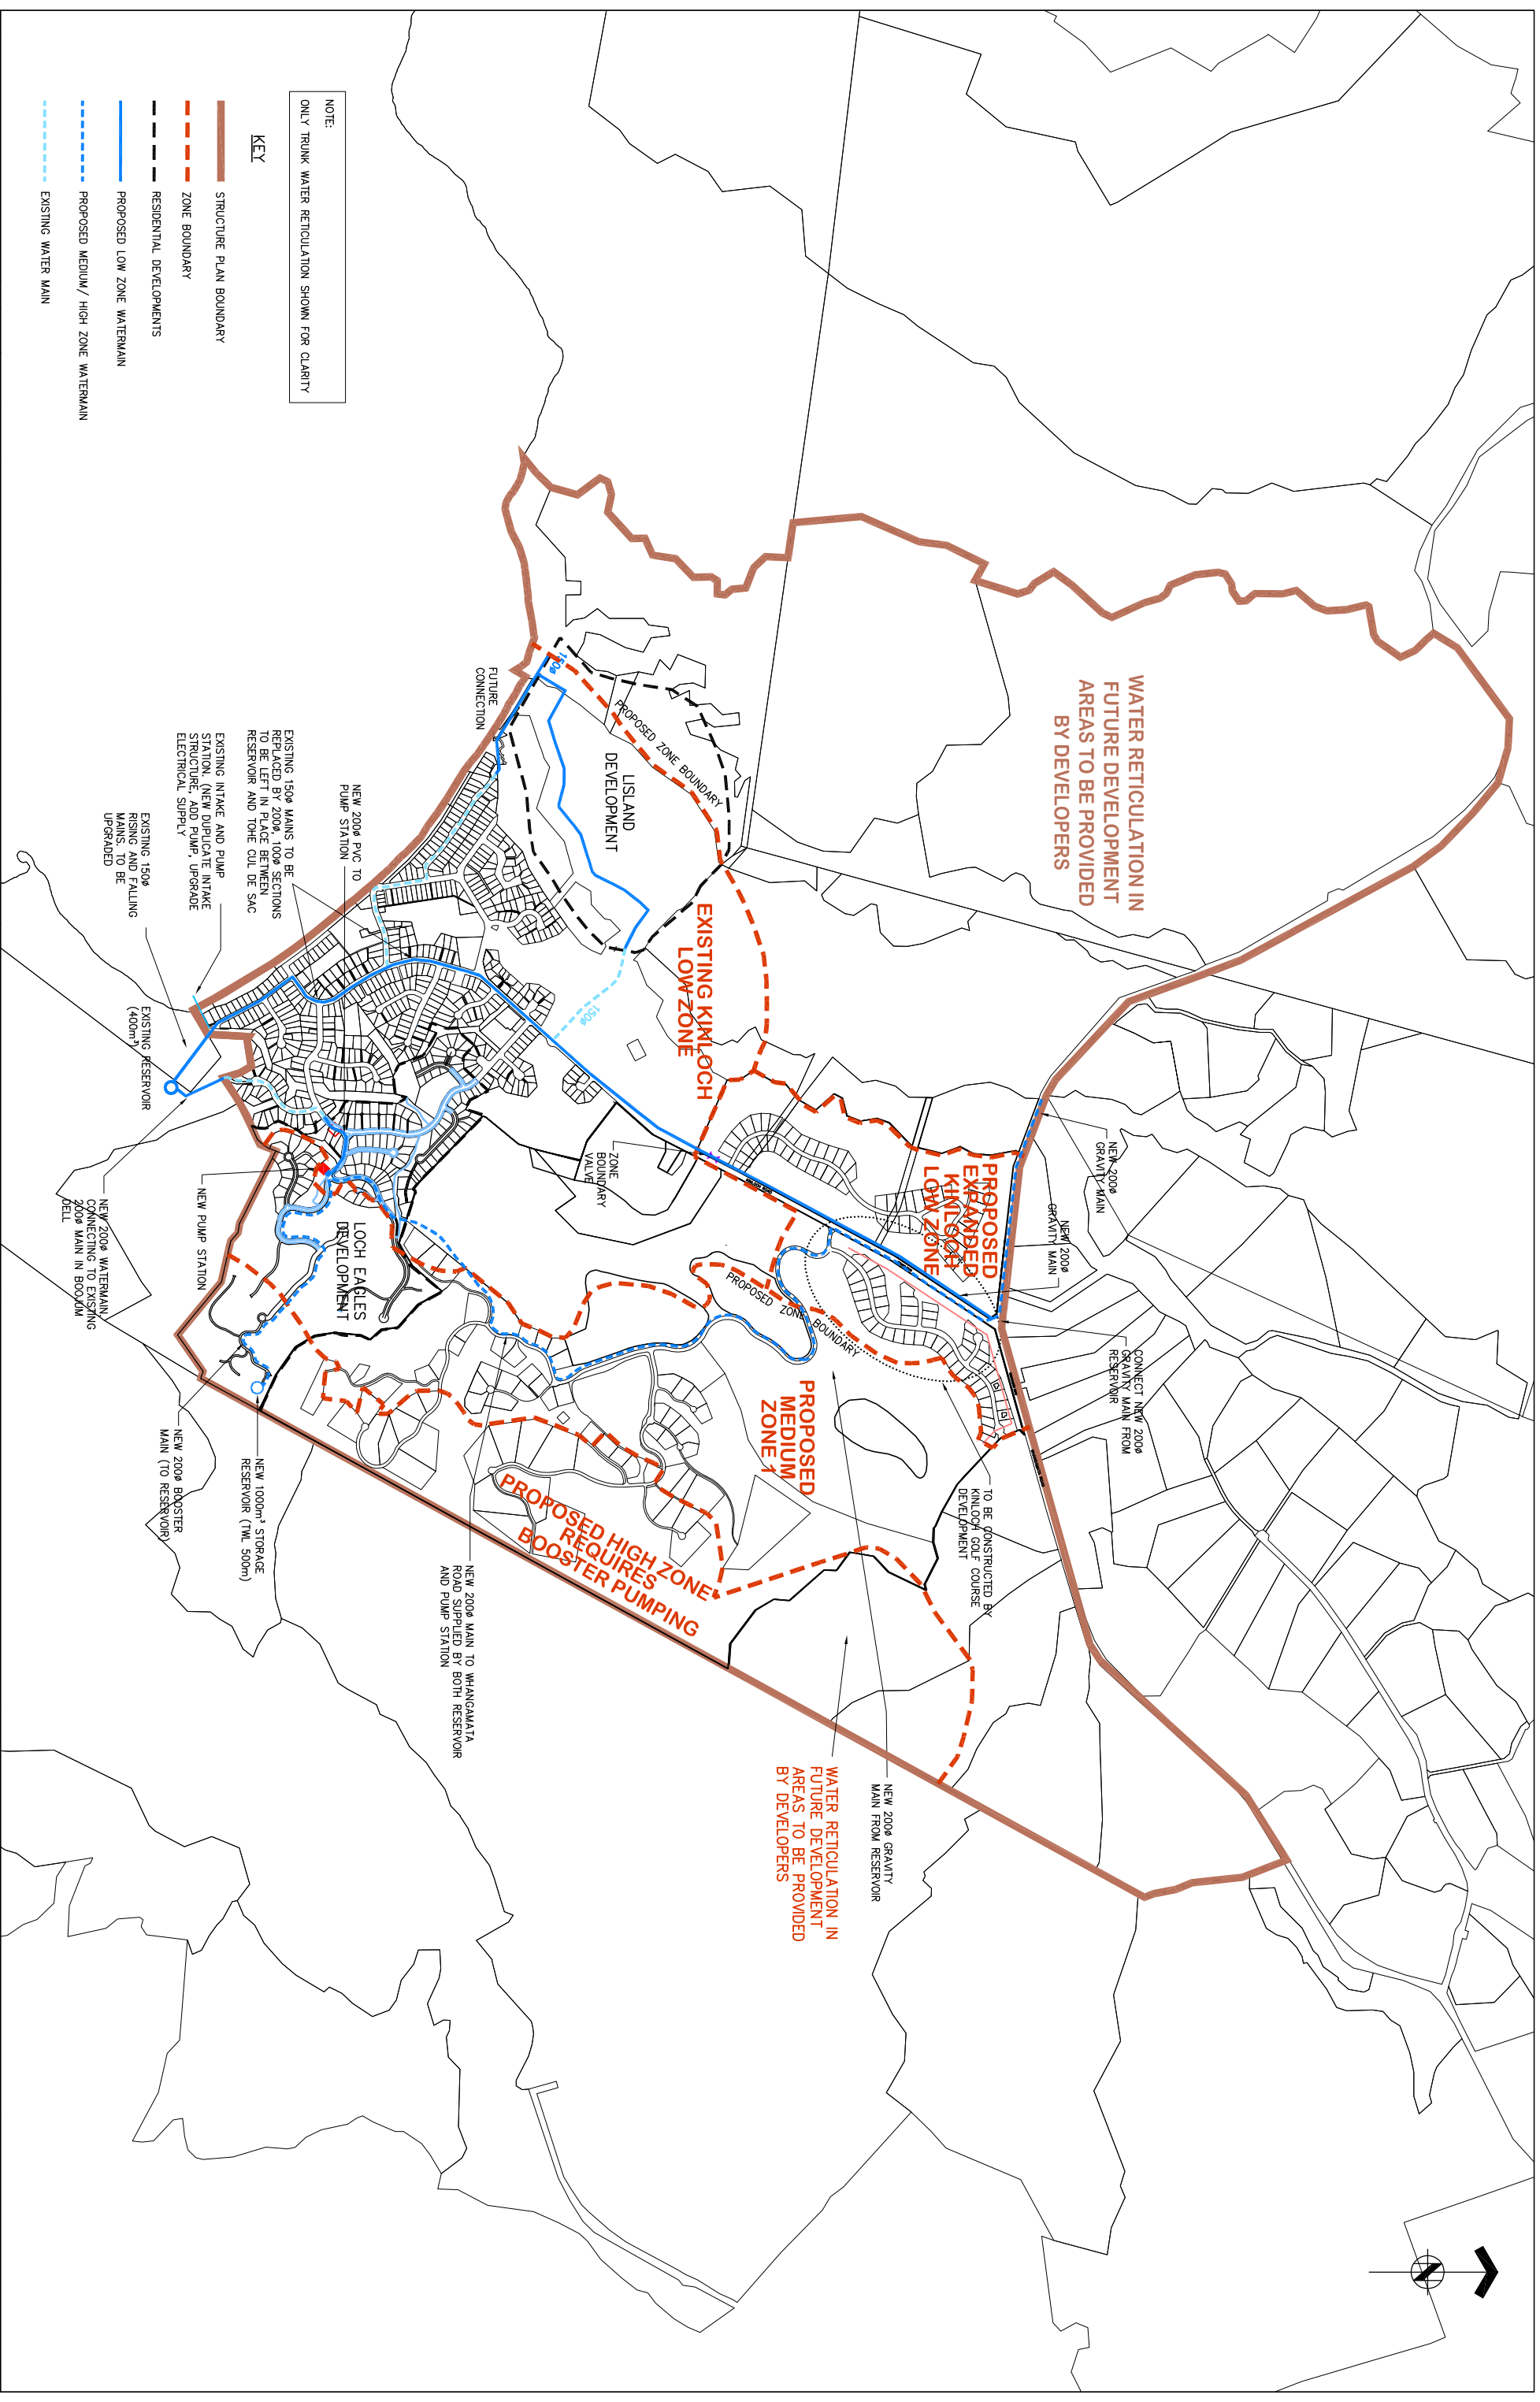 NOTE:
ONLY TRUNK WATER RETICULATION SHOWN FOR CLARITY
KEY
STRUCTURE PLAN BOUNDARY
ZONE BOUNDARY
RESIDENTIAL DEVELOPMENTS
PROPOSED LOW ZONE WATERMAIN
PROPOSED MEDIUM/ HIGH ZONE WATERMAIN
EXISTING WATER MAIN
WATER RETICULATION IN
FUTURE DEVELOPMENT
AREAS TO BE PROVIDED
BY DEVELOPERS
150ø
PROPOSED ZONE BOUNDARY
LISLAND
DEVELOPMENT
FUTURE
CONNECTION
EXISTING KINLOCH
LOW ZONE
150ø
NEW 200ø PVC TO
PUMP STATION
EXISTING 150ø MAINS TO BE
REPLACED BY 200ø, 100ø SECTIONS
TO BE LEFT IN PLACE BETWEEN
RESERVOIR AND TOHE CUL DE SAC
EXISTING INTAKE AND PUMP
STATION. (NEW DUPLICATE INTAKE
STRUCTURE, ADD PUMP, UPGRADE
ELECTRICAL SUPPLY
EXISTING 150ø
RISING AND FALLING
MAINS. TO BE
UPGRADED
EXISTING RESERVOIR
(400m³)
NEW 200ø
GRAVITY MAIN
NEW 200ø
GRAVITY MAIN
PROPOSED
EXPANDED
KINLOCH
LOW ZONE
ZONE
BOUNDARY
VALVE
CONNECT NEW 200ø
GRAVITY MAIN FROM
RESERVOIR
PROPOSED ZONE BOUNDARY
LOCH EAGLES
DEVELOPMENT
NEW PUMP STATION
NEW 200ø WATERMAIN
CONNECTING TO EXISTING
200ø MAIN IN BOOJUM
DELL
PROPOSED
MEDIUM
ZONE 1
TO BE CONSTRUCTED BY
KINLOCH GOLF COURSE
DEVELOPMENT
PROPOSED HIGH ZONE
REQUIRES
BOOSTER PUMPING
NEW 1000m³ STORAGE
RESERVOIR (TWL 500m)
NEW 200ø BOOSTER
MAIN (TO RESERVOIR)
NEW 200ø MAIN TO WHANGAMATA
ROAD SUPPLIED BY BOTH RESERVOIR
AND PUMP STATION
NEW 200ø GRAVITY
MAIN FROM RESERVOIR
WATER RETICULATION IN
FUTURE DEVELOPMENT
AREAS TO BE PROVIDED
BY DEVELOPERS